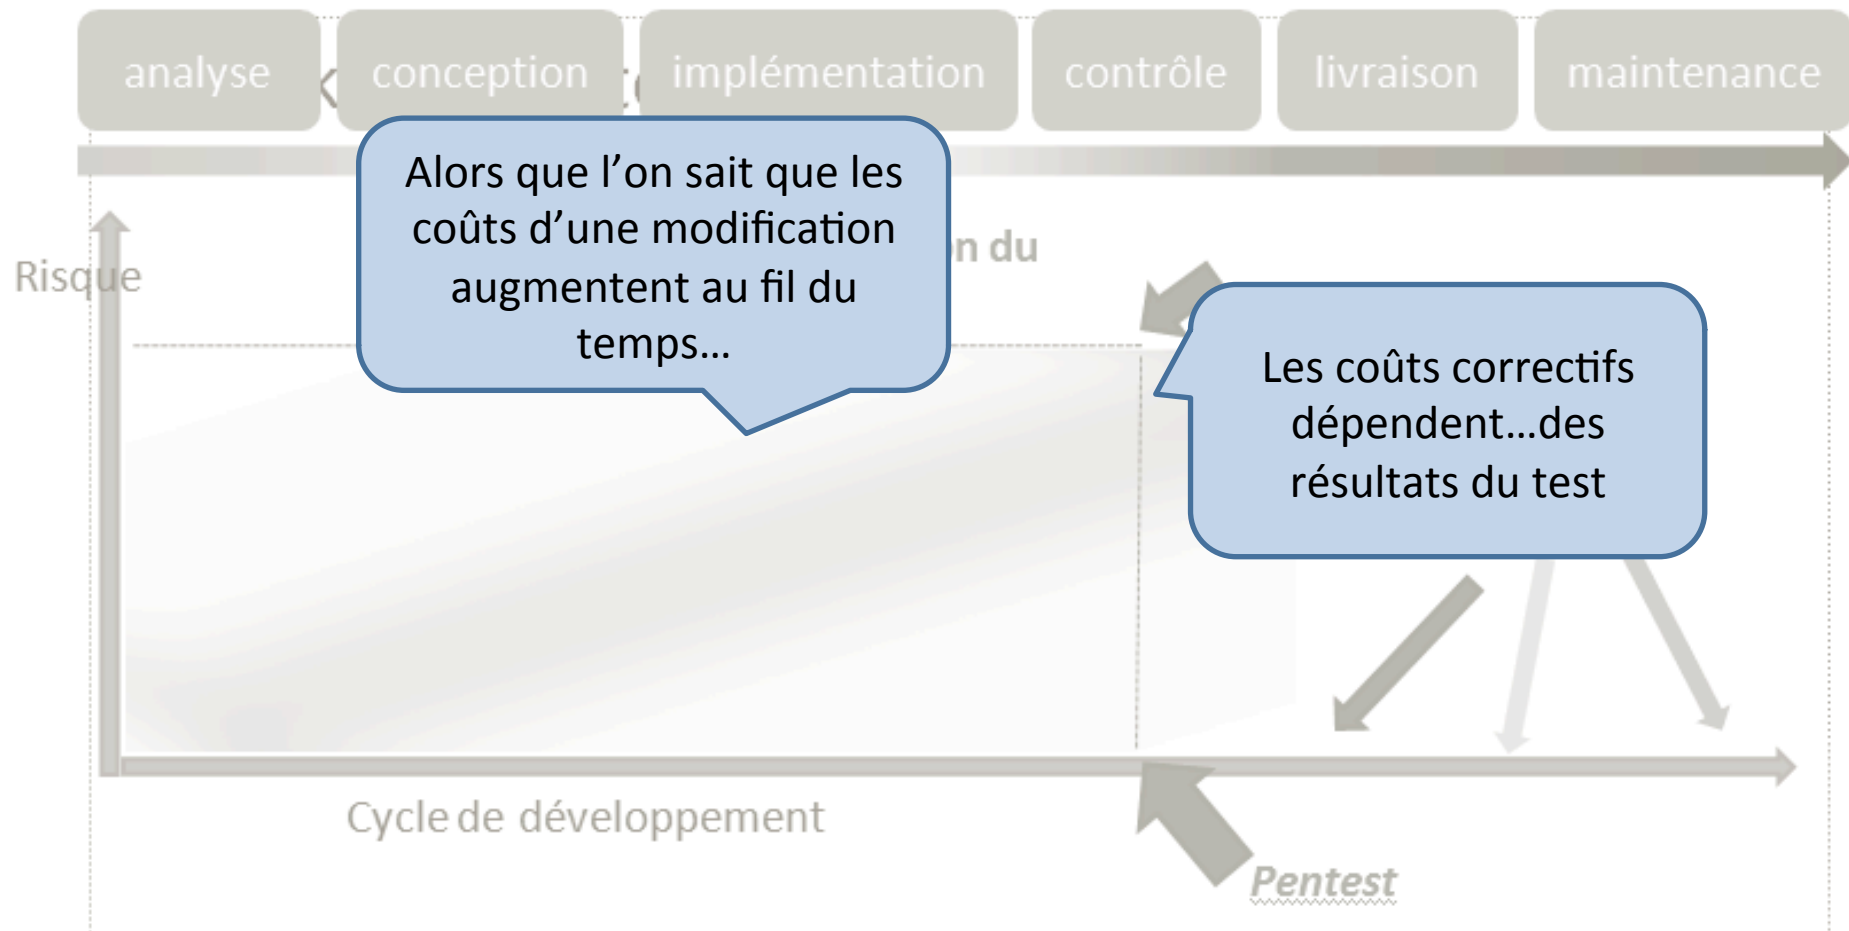 analyse
conception
implémentation
contrôle
livraison
maintenance
Alors que l’on sait que les
coûts d’une modification
augmentent au fil du
temps…
du
Risque
Les coûts correctifs
dépendent…des
résultats du test
Cycle de développement
Pentest